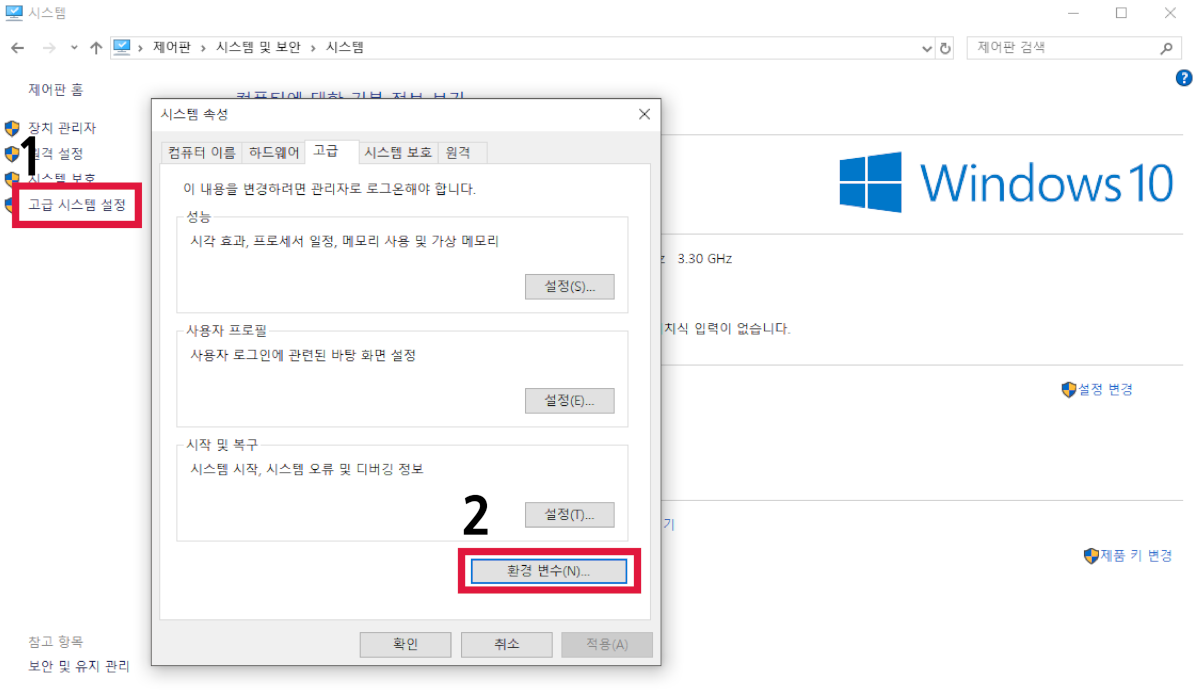 시스템
제어판 › 시스템 및 보안 › 시스템
제어판 검색
제어판 홈
장치 관리자
원격 설정
시스템 보호
고급 시스템 설정
1
컴퓨터에 대한 기본 정보 보기
시스템 속성
컴퓨터 이름 하드웨어 고급 시스템 보호 원격
이 내용을 변경하려면 관리자로 로그온해야 합니다.
성능
시각 효과, 프로세서 일정, 메모리 사용 및 가상 메모리
설정(S)...
사용자 프로필
사용자 로그인에 관련된 바탕 화면 설정
설정(E)...
시작 및 복구
시스템 시작, 시스템 오류 및 디버깅 정보
설정(T)...
2
환경 변수(N)...
확인 취소 적용(A)
Windows 10
z 3.30 GHz
치식 입력이 없습니다.
설정 변경
기
제품 키 변경
참고 항목
보안 및 유지 관리